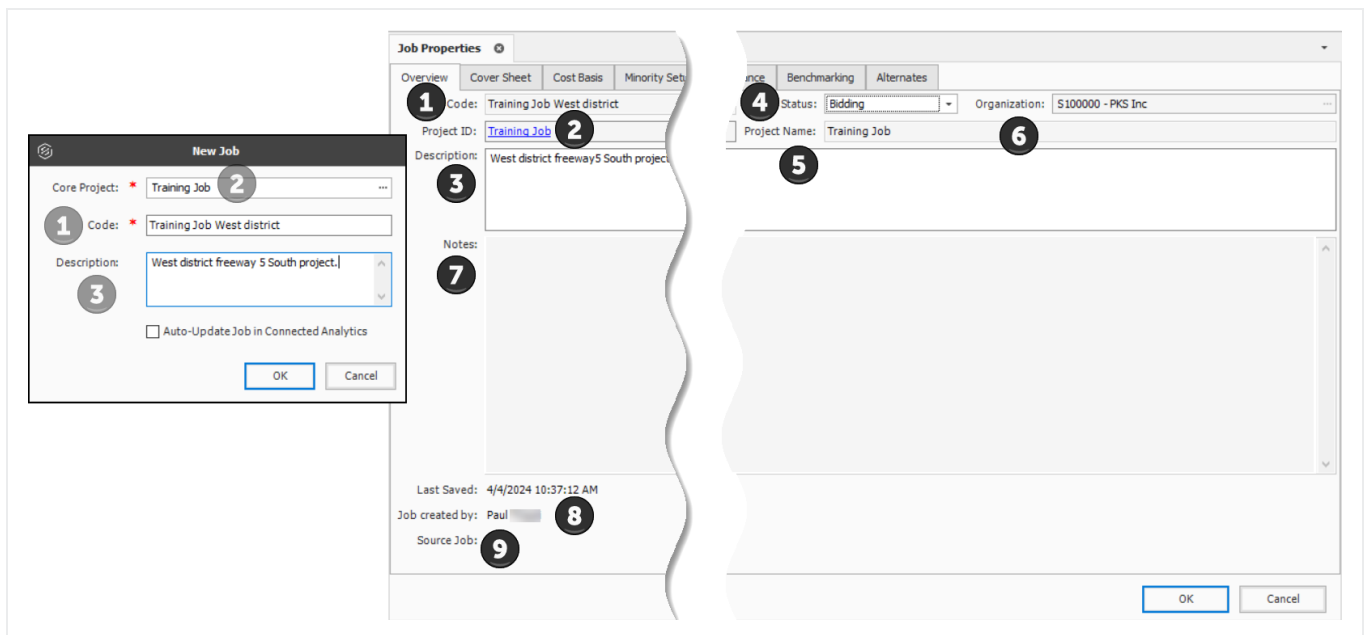 Job Properties
Overview Cover Sheet Cost Basis Minority Setu ance Benchmarking Alternates
1 Code: Training Job West district 4 Status: Bidding Organization: S100000 - PKS Inc ...
Project ID: Training Job 2 Project Name: Training Job 6
Description: West district freeway5 South project 5
3
Notes:
7
Last Saved: 4/4/2024 10:37:12 AM
Job created by: Paul 8
Source Job: 9
OK Cancel
New Job
Core Project: * Training Job 2 ...
1 Code: * Training Job West district
Description: West district freeway 5 South project.
3
Auto-Update Job in Connected Analytics
OK Cancel